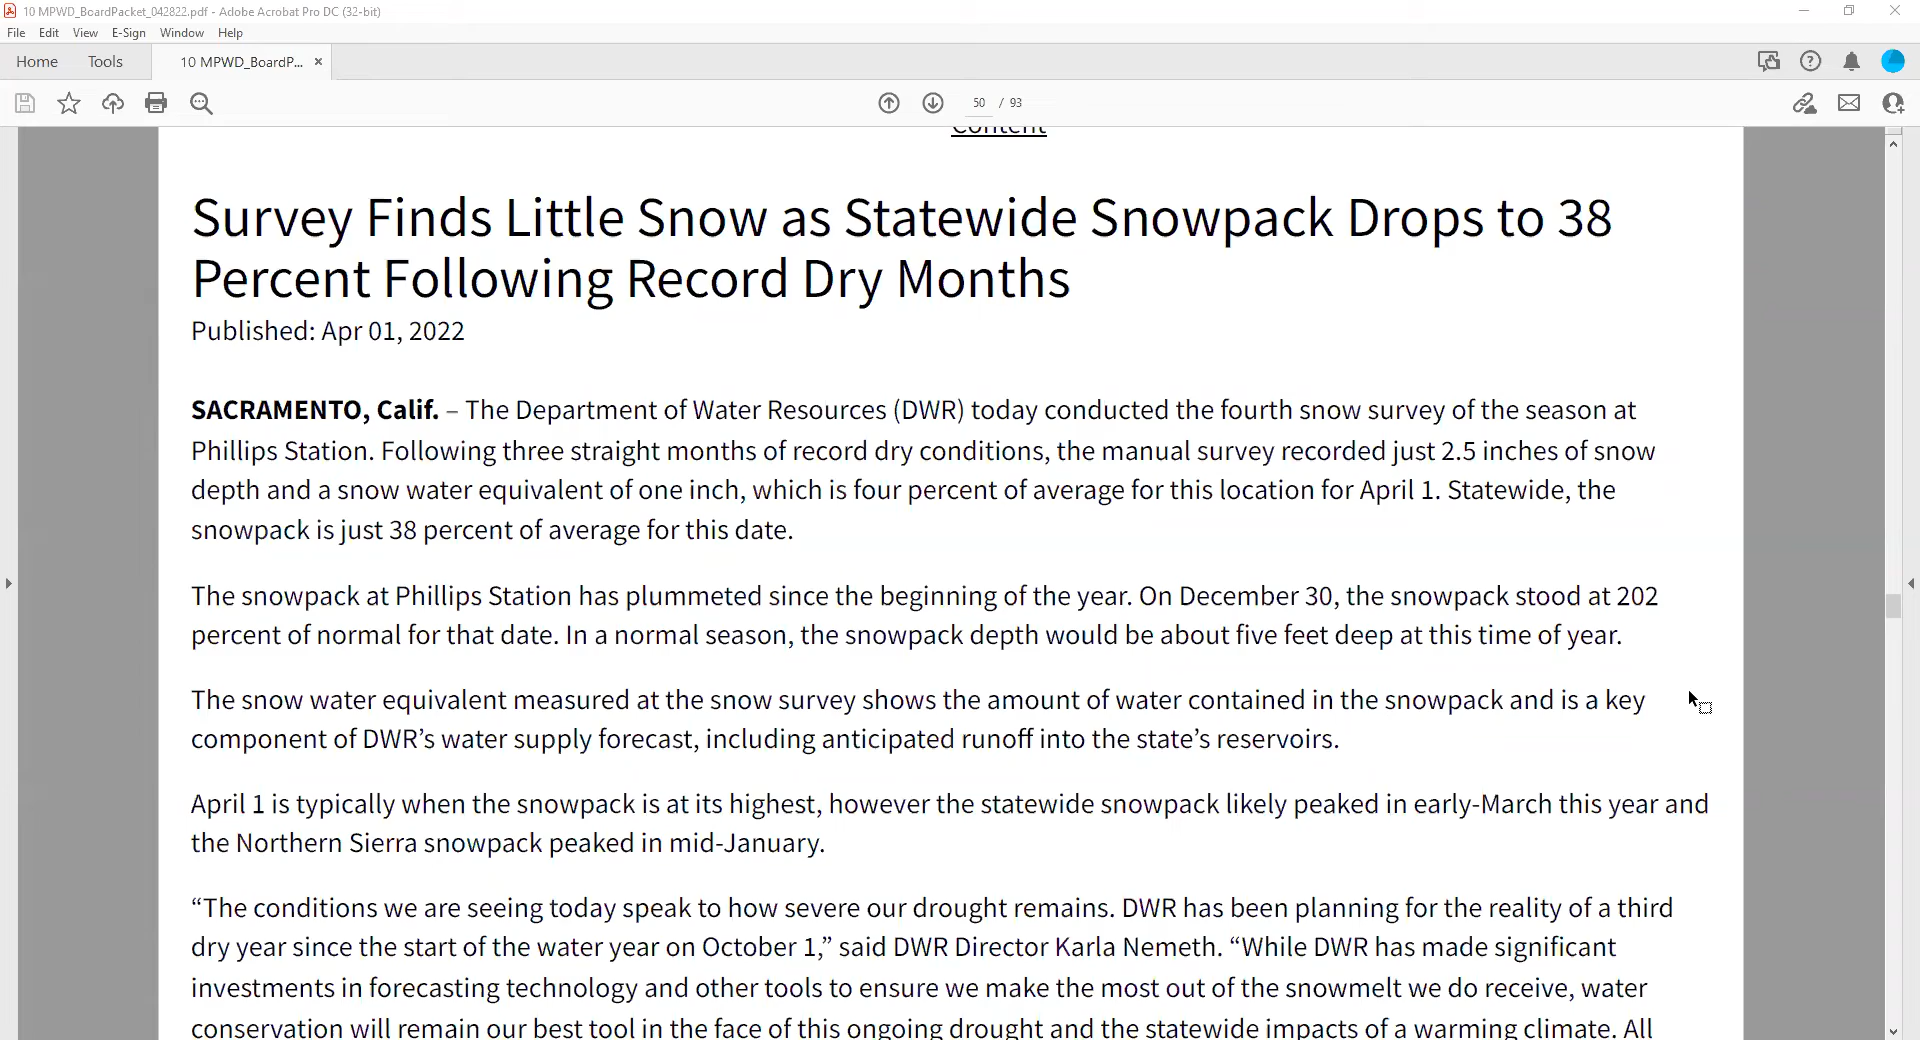 10 MPWD_BoardPacket_042822.pdf - Adobe Acrobat Pro DC (32-bit)
File Edit View E-Sign Window Help
Home Tools 10 MPWD_BoardP... ×
50 / 93
Content
Survey Finds Little Snow as Statewide Snowpack Drops to 38
Percent Following Record Dry Months
Published: Apr 01, 2022
SACRAMENTO, Calif. – The Department of Water Resources (DWR) today conducted the fourth snow survey of the season at
Phillips Station. Following three straight months of record dry conditions, the manual survey recorded just 2.5 inches of snow
depth and a snow water equivalent of one inch, which is four percent of average for this location for April 1. Statewide, the
snowpack is just 38 percent of average for this date.
The snowpack at Phillips Station has plummeted since the beginning of the year. On December 30, the snowpack stood at 202
percent of normal for that date. In a normal season, the snowpack depth would be about five feet deep at this time of year.
The snow water equivalent measured at the snow survey shows the amount of water contained in the snowpack and is a key
component of DWR’s water supply forecast, including anticipated runoff into the state’s reservoirs.
April 1 is typically when the snowpack is at its highest, however the statewide snowpack likely peaked in early-March this year and
the Northern Sierra snowpack peaked in mid-January.
“The conditions we are seeing today speak to how severe our drought remains. DWR has been planning for the reality of a third
dry year since the start of the water year on October 1,” said DWR Director Karla Nemeth. “While DWR has made significant
investments in forecasting technology and other tools to ensure we make the most out of the snowmelt we do receive, water
conservation will remain our best tool in the face of this ongoing drought and the statewide impacts of a warming climate. All